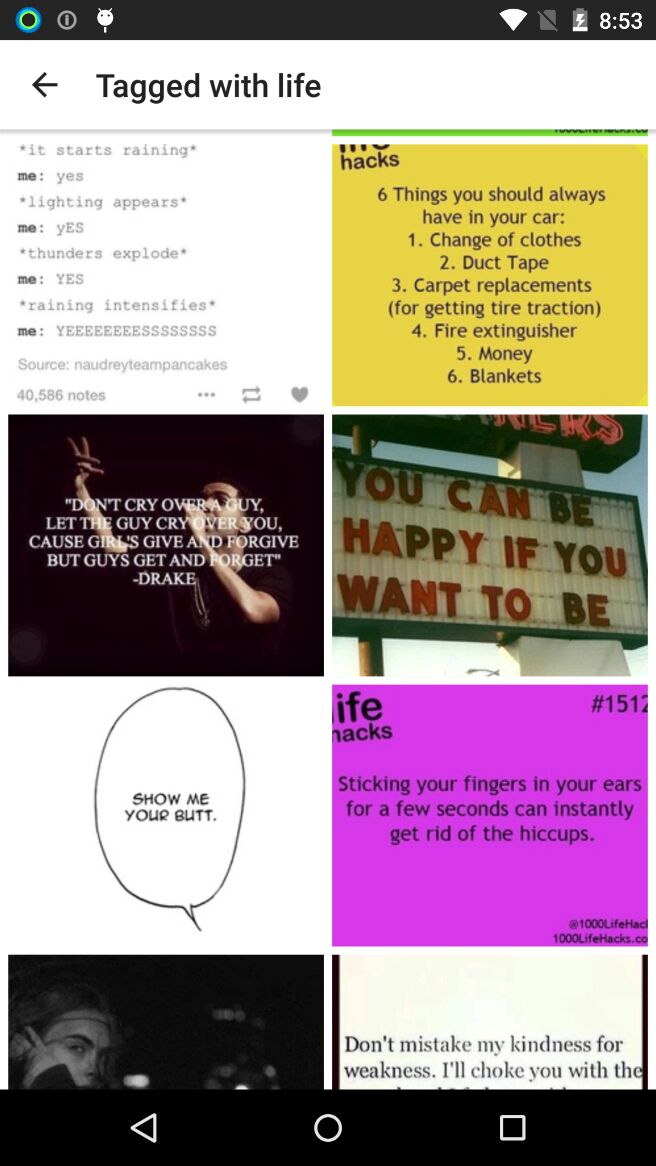 8:53
Tagged with life
*it starts raining*
me: yes
*lighting appears*
me: yES
*thunders explode*
me: YES
*raining intensifies*
me: YEEEEEEEESSSSSSSS
Source: naudreyteampancakes
40,586 notes
hacks
6 Things you should always
have in your car:
1. Change of clothes
2. Duct Tape
3. Carpet replacements
(for getting tire traction)
4. Fire extinguisher
5. Money
6. Blankets
"DON'T CRY OVER A GUY,
LET THE GUY CRY OVER YOU,
CAUSE GIRL'S GIVE AND FORGIVE
BUT GUYS GET AND FORGET"
-DRAKE
YOU CAN BE
HAPPY IF YOU
WANT TO BE
SHOW ME
YOUR BUTT.
ife
hacks
#1512
Sticking your fingers in your ears
for a few seconds can instantly
get rid of the hiccups.
@1000LifeHac
1000LifeHacks.co
Don't mistake my kindness for
weakness. I'll choke you with the